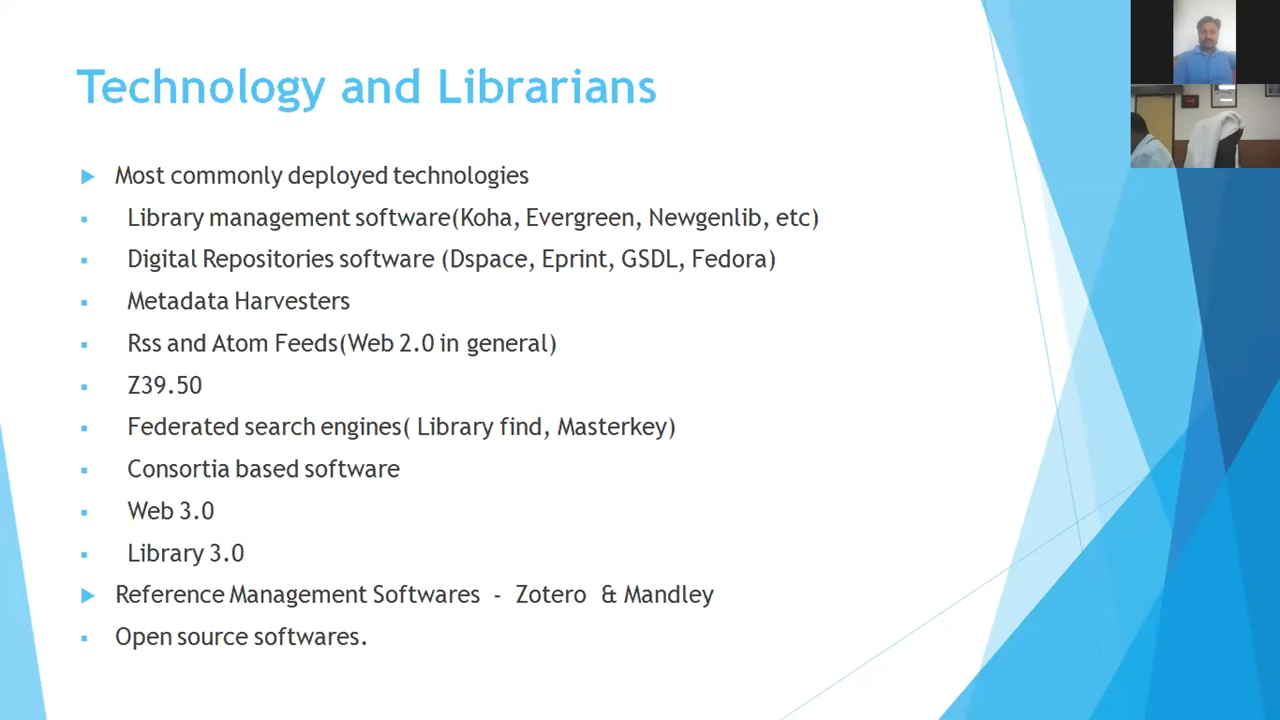 Technology and Librarians
Most commonly deployed technologies
Library management software(Koha, Evergreen, Newgenlib, etc)
Digital Repositories software (Dspace, Eprint, GSDL, Fedora)
Metadada Harvesters
Rss and Atom Feeds(Web 2.0 in general)
Z39.50
Federated search engines( Library find, Masterkey)
Consortia based software
Web 3.0
Library 3.0
Reference Management Softwares - Zotero & Mandley
Open source softwares.